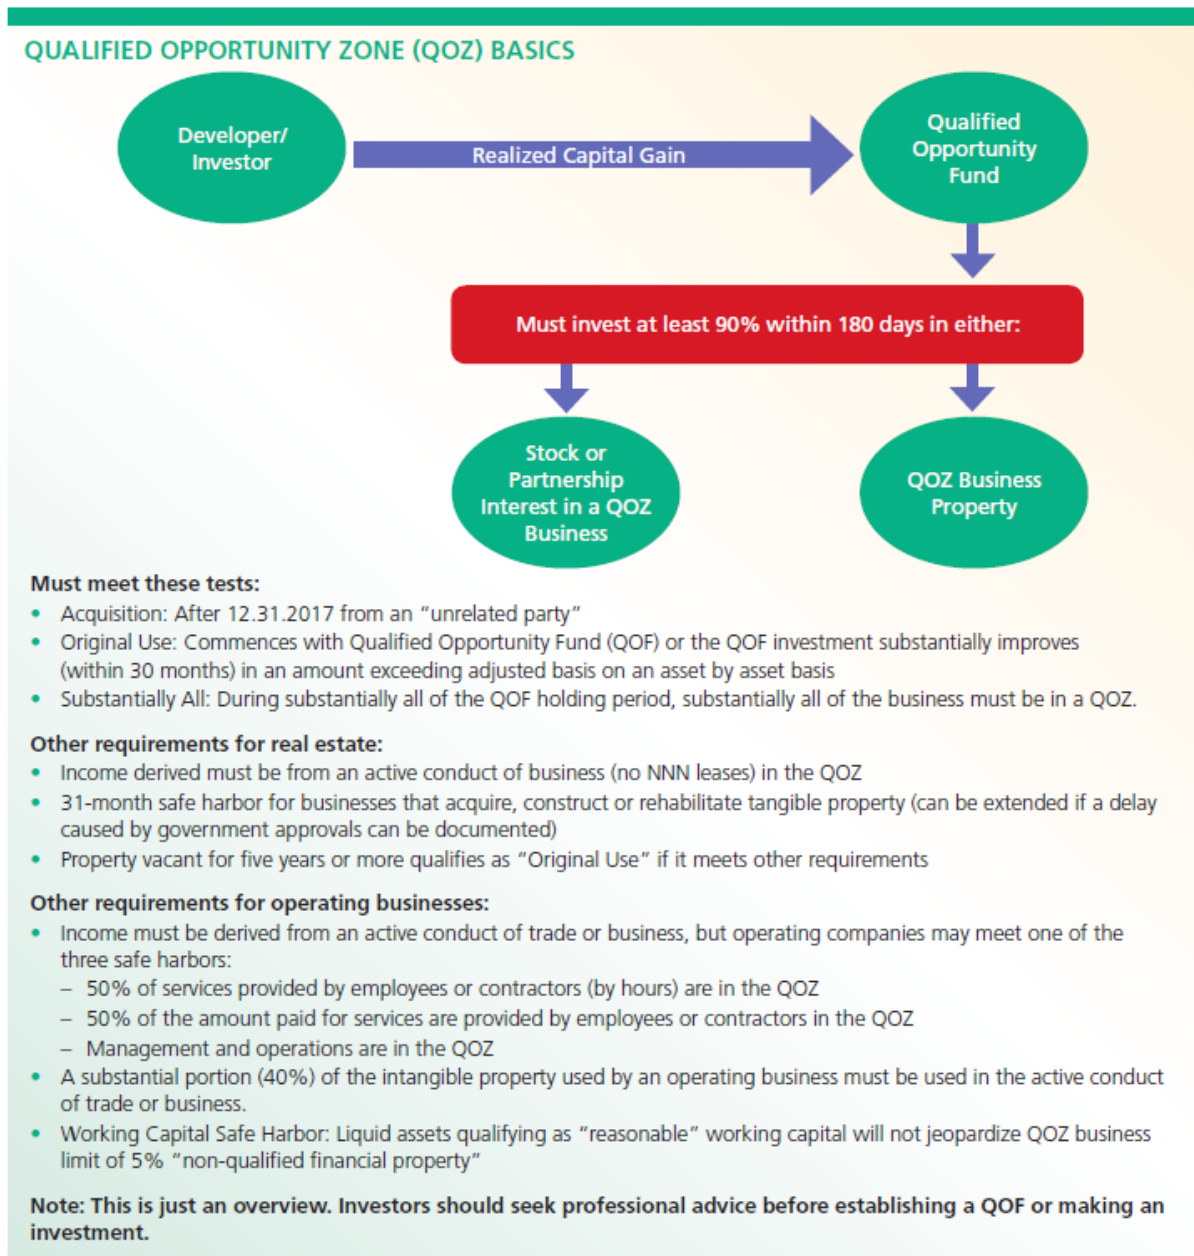 QUALIFIED OPPORTUNITY ZONE (QOZ) BASICS
Developer/
Investor
Realized Capital Gain
Qualified
Opportunity
Fund
Must invest at least 90% within 180 days in either:
Stock or
Partnership
Interest in a QOZ
Business
QOZ Business
Property
Must meet these tests:
• Acquisition: After 12.31.2017 from an “unrelated party”
• Original Use: Commences with Qualified Opportunity Fund (QOF) or the QOF investment substantially improves
(within 30 months) in an amount exceeding adjusted basis on an asset by asset basis
• Substantially All: During substantially all of the QOF holding period, substantially all of the business must be in a QOZ.
Other requirements for real estate:
• Income derived must be from an active conduct of business (no NNN leases) in the QOZ
• 31-month safe harbor for businesses that acquire, construct or rehabilitate tangible property (can be extended if a delay
caused by government approvals can be documented)
• Property vacant for five years or more qualifies as “Original Use” if it meets other requirements
Other requirements for operating businesses:
• Income must be derived from an active conduct of trade or business, but operating companies may meet one of the
three safe harbors:
– 50% of services provided by employees or contractors (by hours) are in the QOZ
– 50% of the amount paid for services are provided by employees or contractors in the QOZ
– Management and operations are in the QOZ
• A substantial portion (40%) of the intangible property used by an operating business must be used in the active conduct
of trade or business.
• Working Capital Safe Harbor: Liquid assets qualifying as “reasonable” working capital will not jeopardize QOZ business
limit of 5% “non-qualified financial property”
Note: This is just an overview. Investors should seek professional advice before establishing a QOF or making an
investment.